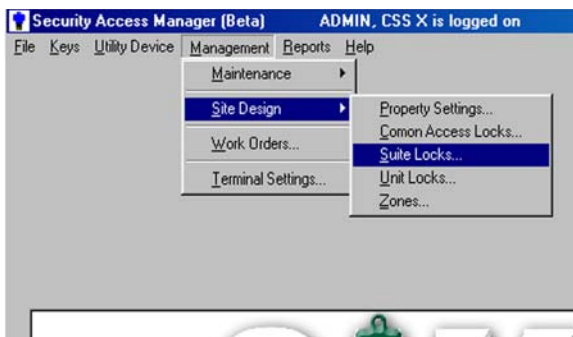 Security Access Manager (Beta) ADMIN, CSS X is logged on
File Keys Utility Device Management Reports Help
Maintenance
Site Design
Work Orders...
Terminal Settings...
Property Settings...
Comon Access Locks...
Suite Locks...
Unit Locks...
Zones...